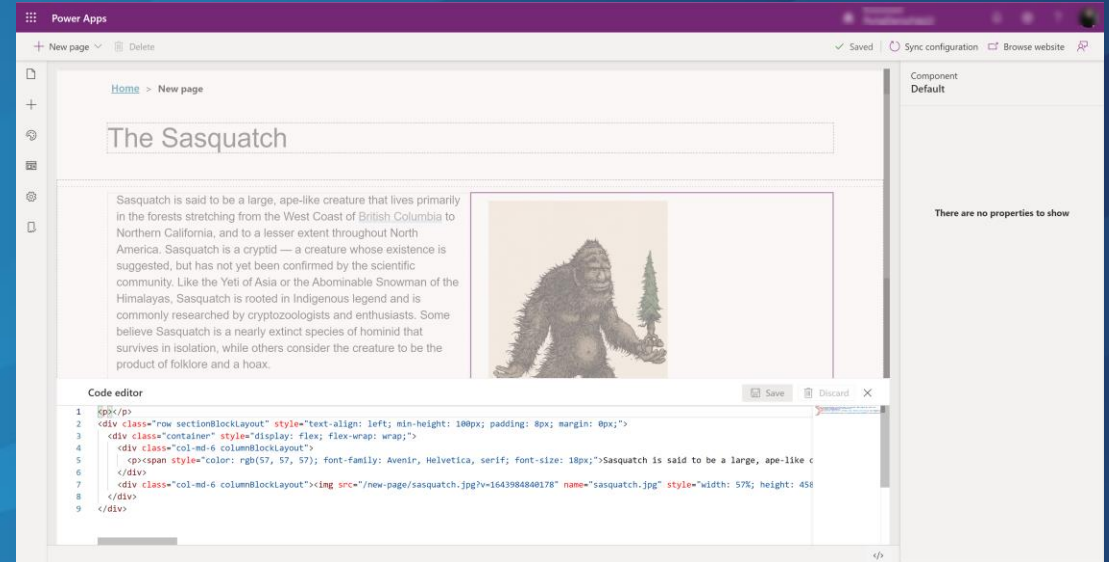 Power Apps
New page
Delete
Saved
Sync configuration
Browse website
Home > New page
The Sasquatch
Sasquatch is said to be a large, ape-like creature that lives primarily
in the forests stretching from the West Coast of British Columbia to
Northern California, and to a lesser extent throughout North
America. Sasquatch is a cryptid — a creature whose existence is
suggested, but has not yet been confirmed by the scientific
community. Like the Yeti of Asia or the Abominable Snowman of the
Himalayas, Sasquatch is rooted in Indigenous legend and is
commonly researched by cryptozoologists and enthusiasts. Some
believe Sasquatch is a nearly extinct species of hominid that
survives in isolation, while others consider the creature to be the
product of folklore and a hoax.
Component
Default
There are no properties to show
Code editor
Save
Discard
1 <p></p>
2 <div class="row sectionBlockLayout" style="text-align: left; min-height: 100px; padding: 8px; margin: 0px;">
3 <div class="container" style="display: flex; flex-wrap: wrap;">
4 <div class="col-md-6 columnBlockLayout">
5 <p><span style="color: rgb(57, 57, 57); font-family: Avenir, Helvetica, serif; font-size: 18px;">Sasquatch is said to be a large, ape-like c
6 </div>
7 <div class="col-md-6 columnBlockLayout"><img src="/new-page/sasquatch.jpg?v=1643984840178" name="sasquatch.jpg" style="width: 57%; height: 458
8 </div>
9 </div>
</>